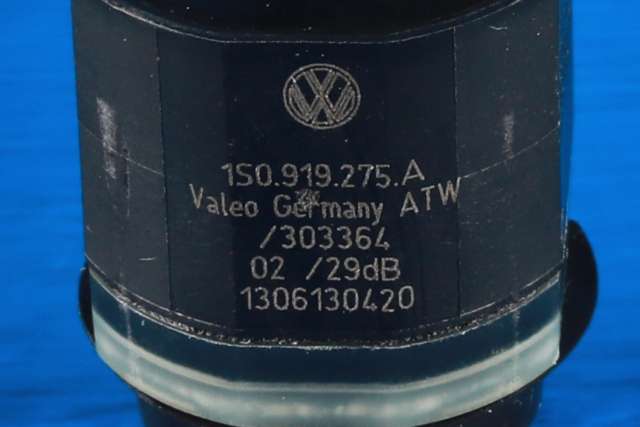 1S0.919.275.A
Valeo Germany ATW
/303364
02 /29dB
1306130420